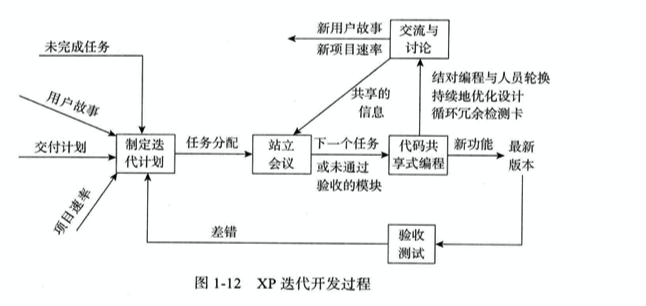 新用户故事
新项目速率
交流与
讨论
未完成任务
共享的
信息
结对编程与人员轮换
持续地优化设计
循环冗余检测卡
用户故事
交付计划
项目速率
制定迭
代计划
任务分配
站立
会议
下一个任务
或未通过
验收的模块
代码共
享式编程
新功能
最新
版本
差错
验收
测试
图 1-12 XP 迭代开发过程